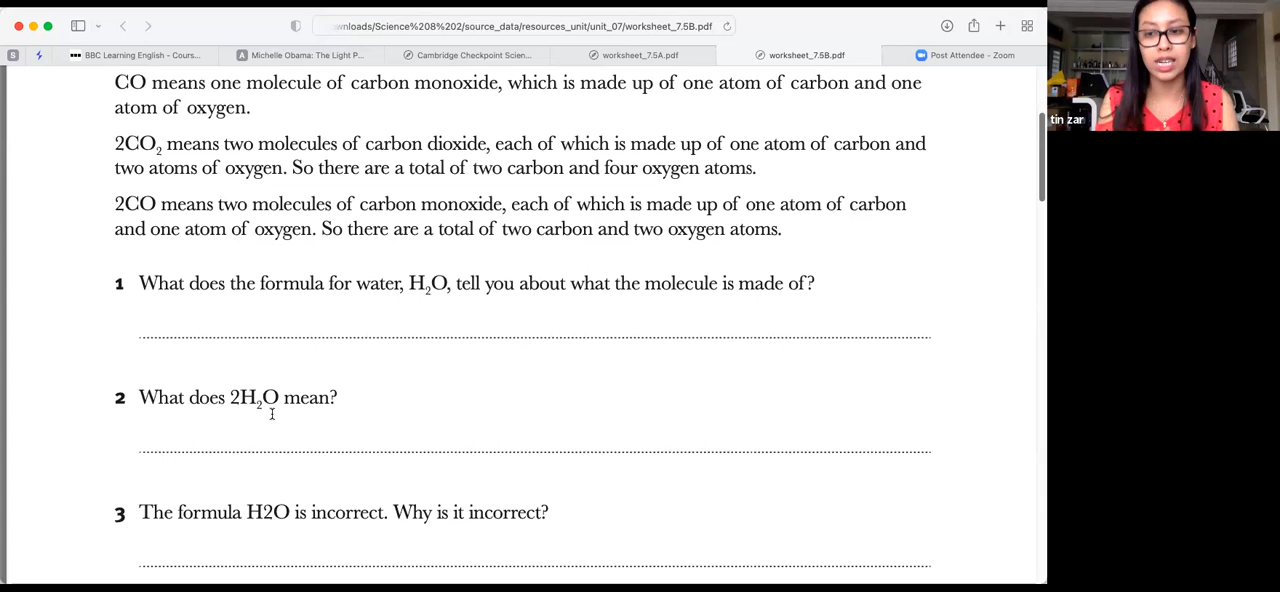 wnloads/Science%208%202/source_data/resources_unit/unit_07/worksheet_7.5B.pdf
S
BBC Learning English - Cours...
A Michelle Obama: The Light P...
Cambridge Checkpoint Scien...
worksheet_7.5A.pdf
worksheet_7.5B.pdf
Post Attendee - Zoom
CO means one molecule of carbon monoxide, which is made up of one atom of carbon and one
atom of oxygen.
2CO₂ means two molecules of carbon dioxide, each of which is made up of one atom of carbon and
two atoms of oxygen. So there are a total of two carbon and four oxygen atoms.
2CO means two molecules of carbon monoxide, each of which is made up of one atom of carbon
and one atom of oxygen. So there are a total of two carbon and two oxygen atoms.
1 What does the formula for water, H₂O, tell you about what the molecule is made of?
2 What does 2H₂O mean?
3 The formula H2O is incorrect. Why is it incorrect?
tin zar